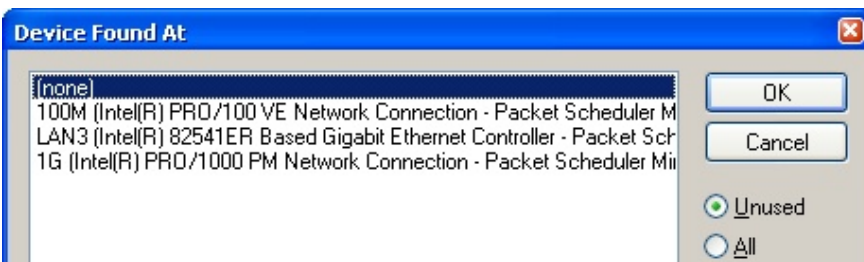 Device Found At
(none)
100M (Intel(R) PRO/100 VE Network Connection - Packet Scheduler M
LAN3 (Intel(R) 82541ER Based Gigabit Ethernet Controller - Packet Sch
1G (Intel(R) PRO/1000 PM Network Connection - Packet Scheduler Mi
OK
Cancel
Unused
All